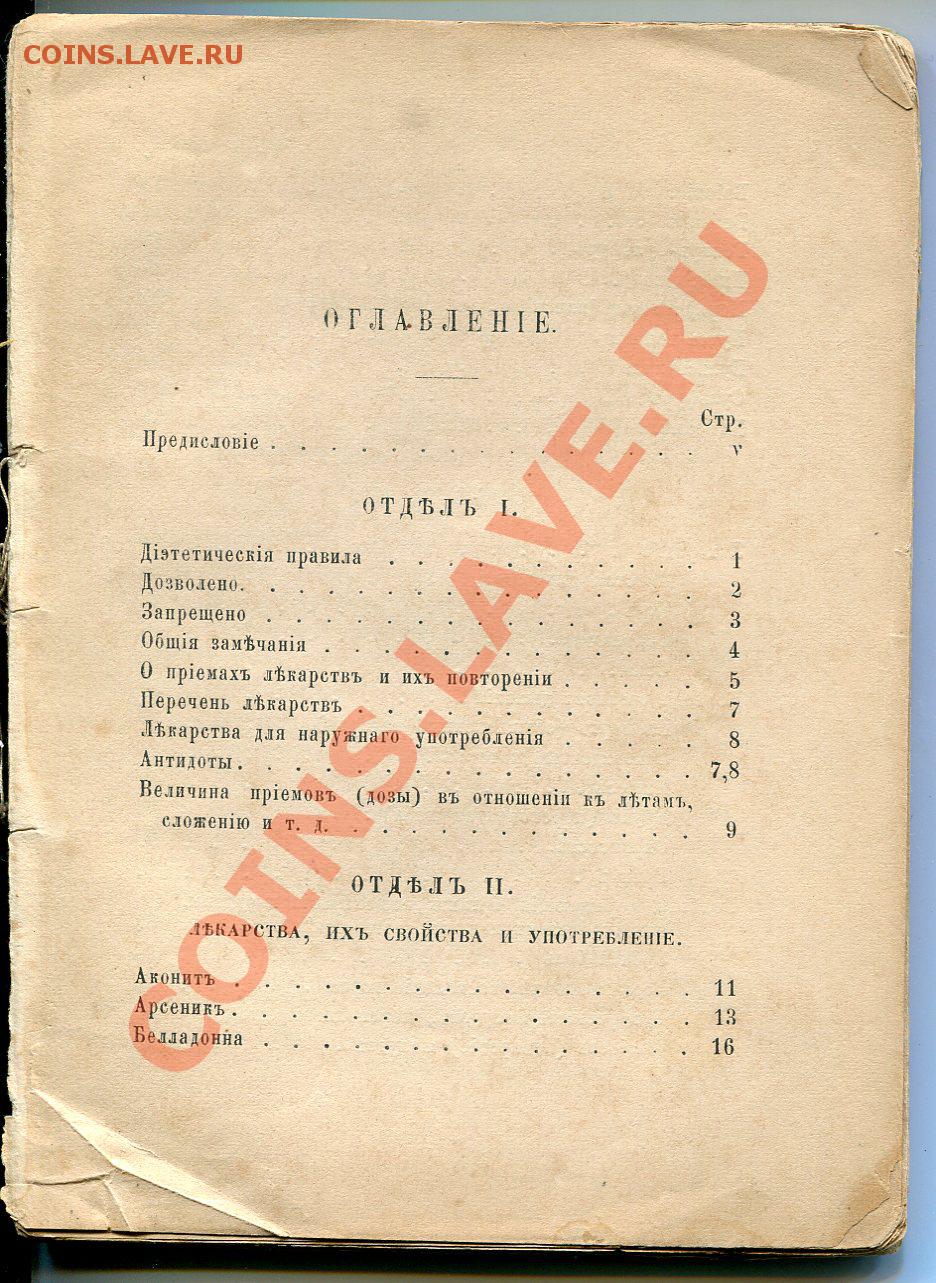 COINS.LAVE.RU
ОГЛАВЛЕНІЕ.
Стр.
Предисловіе . . . . . . . . . . . . . . . v
ОТДѢЛЪ I.
Діэтетическія правила . . . . . . . . . . . 1
Дозволено. . . . . . . . . . . . . . . . 2
Запрещено . . . . . . . . . . . . . . . 3
Общія замѣчанія . . . . . . . . . . . . . 4
О пріемахъ лѣкарствъ и ихъ повтореніи . . . . . 5
Перечень лѣкарствъ . . . . . . . . . . . . 7
Лѣкарства для наружнаго употребленія . . . . . 8
Антидоты. . . . . . . . . . . . . . . . 7,8
Величина пріемовъ (дозы) въ отношеніи къ лѣтамъ,
сложенію и т. д. . . . . . . . . . . . . 9
ОТДѢЛЪ II.
ЛѢКАРСТВА, ИХЪ СВОЙСТВА И УПОТРЕБЛЕНІЕ.
Аконитъ . . . . . . . . . . . . . . . . 11
Арсеникъ. . . . . . . . . . . . . . . . 13
Белладонна . . . . . . . . . . . . . . . 16
COINS.LAVE.RU